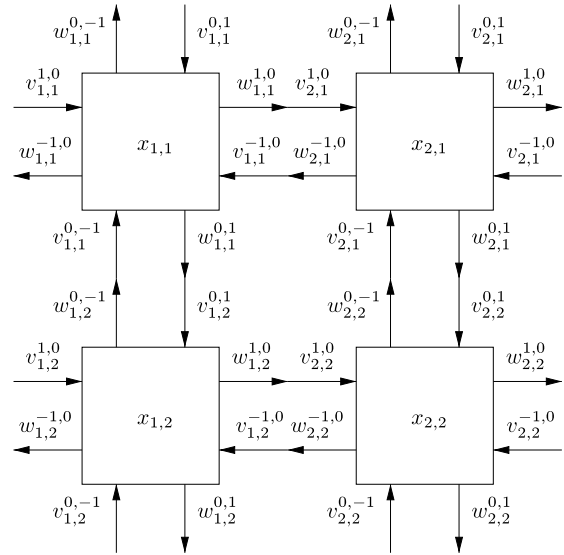 w_{1,1}^{0,-1} v_{1,1}^{0,1} w_{2,1}^{0,-1} v_{2,1}^{0,1}
v_{1,1}^{1,0} w_{1,1}^{1,0} v_{2,1}^{1,0} w_{2,1}^{1,0}
x_{1,1} x_{2,1}
w_{1,1}^{-1,0} v_{1,1}^{-1,0} w_{2,1}^{-1,0} v_{2,1}^{-1,0}
v_{1,1}^{0,-1} w_{1,1}^{0,1} v_{2,1}^{0,-1} w_{2,1}^{0,1}
w_{1,2}^{0,-1} v_{1,2}^{0,1} w_{2,2}^{0,-1} v_{2,2}^{0,1}
v_{1,2}^{1,0} w_{1,2}^{1,0} v_{2,2}^{1,0} w_{2,2}^{1,0}
x_{1,2} x_{2,2}
w_{1,2}^{-1,0} v_{1,2}^{-1,0} w_{2,2}^{-1,0} v_{2,2}^{-1,0}
v_{1,2}^{0,-1} w_{1,2}^{0,1} v_{2,2}^{0,-1} w_{2,2}^{0,1}